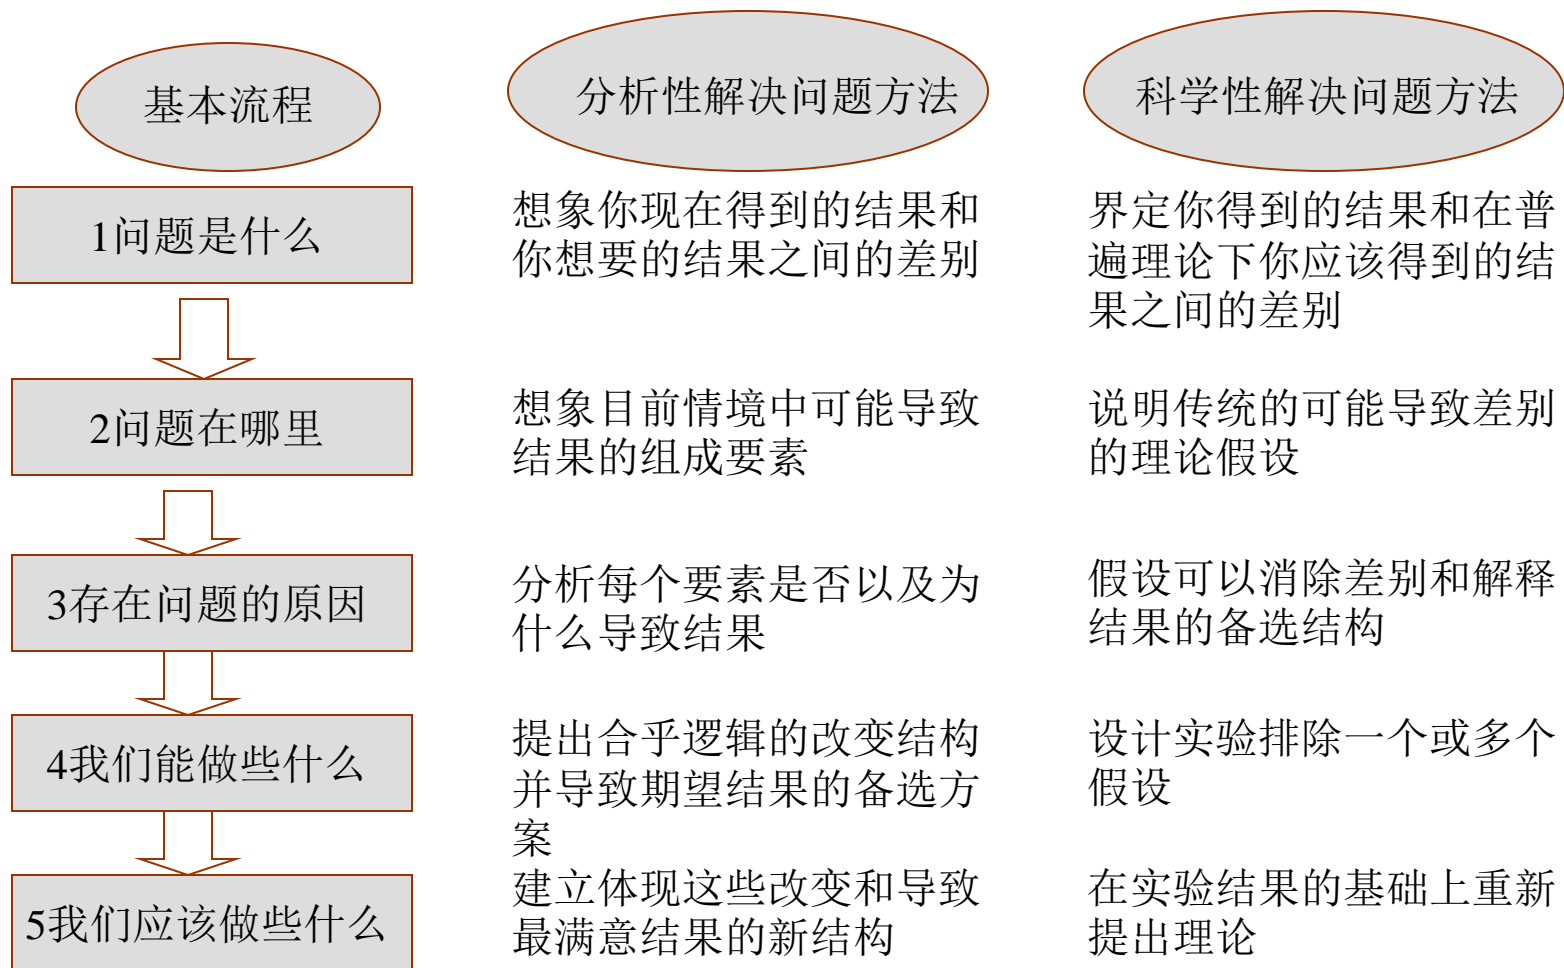 基本流程
分析性解决问题方法
科学性解决问题方法
1问题是什么
想象你现在得到的结果和
你想要的结果之间的差别
界定你得到的结果和在普
遍理论下你应该得到的结
果之间的差别
2问题在哪里
想象目前情境中可能导致
结果的组成要素
说明传统的可能导致差别
的理论假设
3存在问题的原因
分析每个要素是否以及为
什么导致结果
假设可以消除差别和解释
结果的备选结构
4我们能做些什么
提出合乎逻辑的改变结构
并导致期望结果的备选方
案
设计实验排除一个或多个
假设
5我们应该做些什么
建立体现这些改变和导致
最满意结果的新结构
在实验结果的基础上重新
提出理论